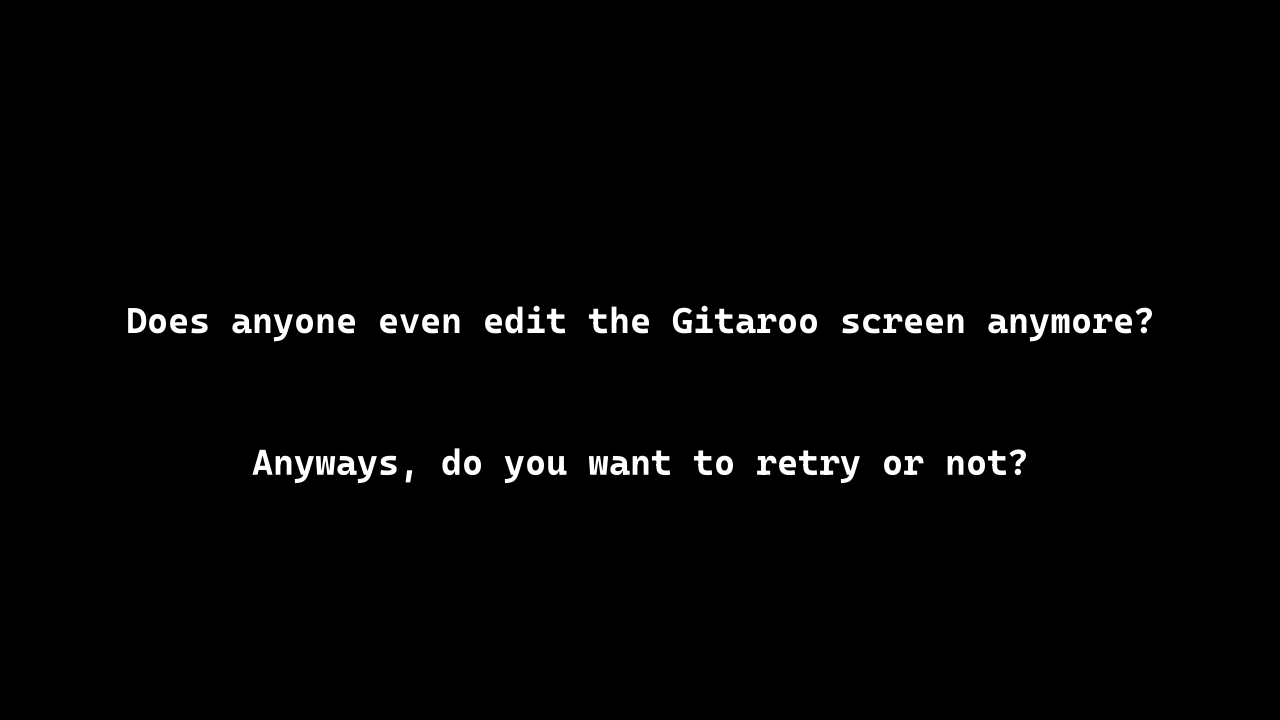 Does anyone even edit the Gitaroo screen anymore?
Anyways, do you want to retry or not?